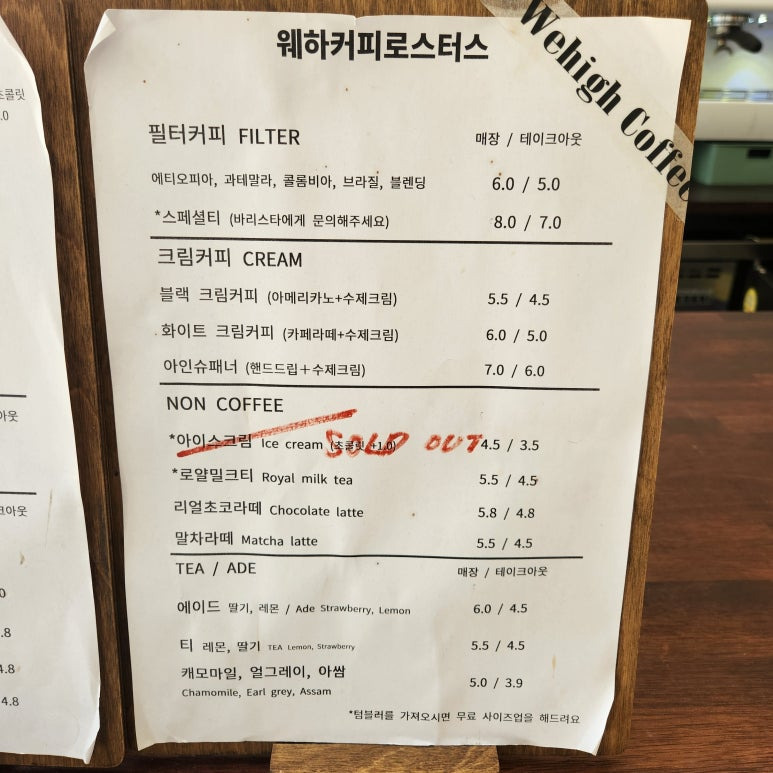 웨하커피로스터스
Wehigh Coffee
필터커피 FILTER 매장 / 테이크아웃
에티오피아, 과테말라, 콜롬비아, 브라질, 블렌딩 6.0 / 5.0
*스페셜티 (바리스타에게 문의해주세요) 8.0 / 7.0
크림커피 CREAM
블랙 크림커피 (아메리카노+수제크림) 5.5 / 4.5
화이트 크림커피 (카페라떼+수제크림) 6.0 / 5.0
아인슈패너 (핸드드립+수제크림) 7.0 / 6.0
NON COFFEE
*아이스크림 Ice cream (초콜릿 +1.0) SOLD OUT 4.5 / 3.5
*로얄밀크티 Royal milk tea 5.5 / 4.5
리얼초코라떼 Chocolate latte 5.8 / 4.8
말차라떼 Matcha latte 5.5 / 4.5
TEA / ADE 매장 / 테이크아웃
에이드 딸기, 레몬 / Ade Strawberry, Lemon 6.0 / 4.5
티 레몬, 딸기 TEA Lemon, Strawberry 5.5 / 4.5
캐모마일, 얼그레이, 아쌈 5.0 / 3.9
Chamomile, Earl grey, Assam
*텀블러를 가져오시면 무료 사이즈업을 해드려요